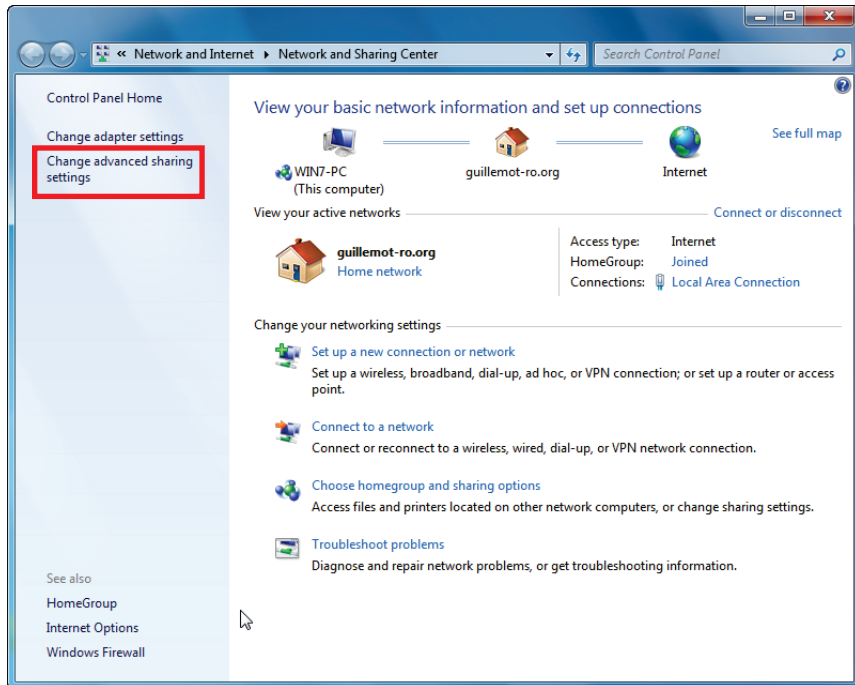 « Network and Internet ▸ Network and Sharing Center
Search Control Panel
Control Panel Home
Change adapter settings
Change advanced sharing
settings
See also
HomeGroup
Internet Options
Windows Firewall
View your basic network information and set up connections
See full map
WIN7-PC
(This computer)
guillemot-ro.org
Internet
View your active networks
Connect or disconnect
guillemot-ro.org
Home network
Access type: Internet
HomeGroup: Joined
Connections: Local Area Connection
Change your networking settings
Set up a new connection or network
Set up a wireless, broadband, dial-up, ad hoc, or VPN connection; or set up a router or access
point.
Connect to a network
Connect or reconnect to a wireless, wired, dial-up, or VPN network connection.
Choose homegroup and sharing options
Access files and printers located on other network computers, or change sharing settings.
Troubleshoot problems
Diagnose and repair network problems, or get troubleshooting information.